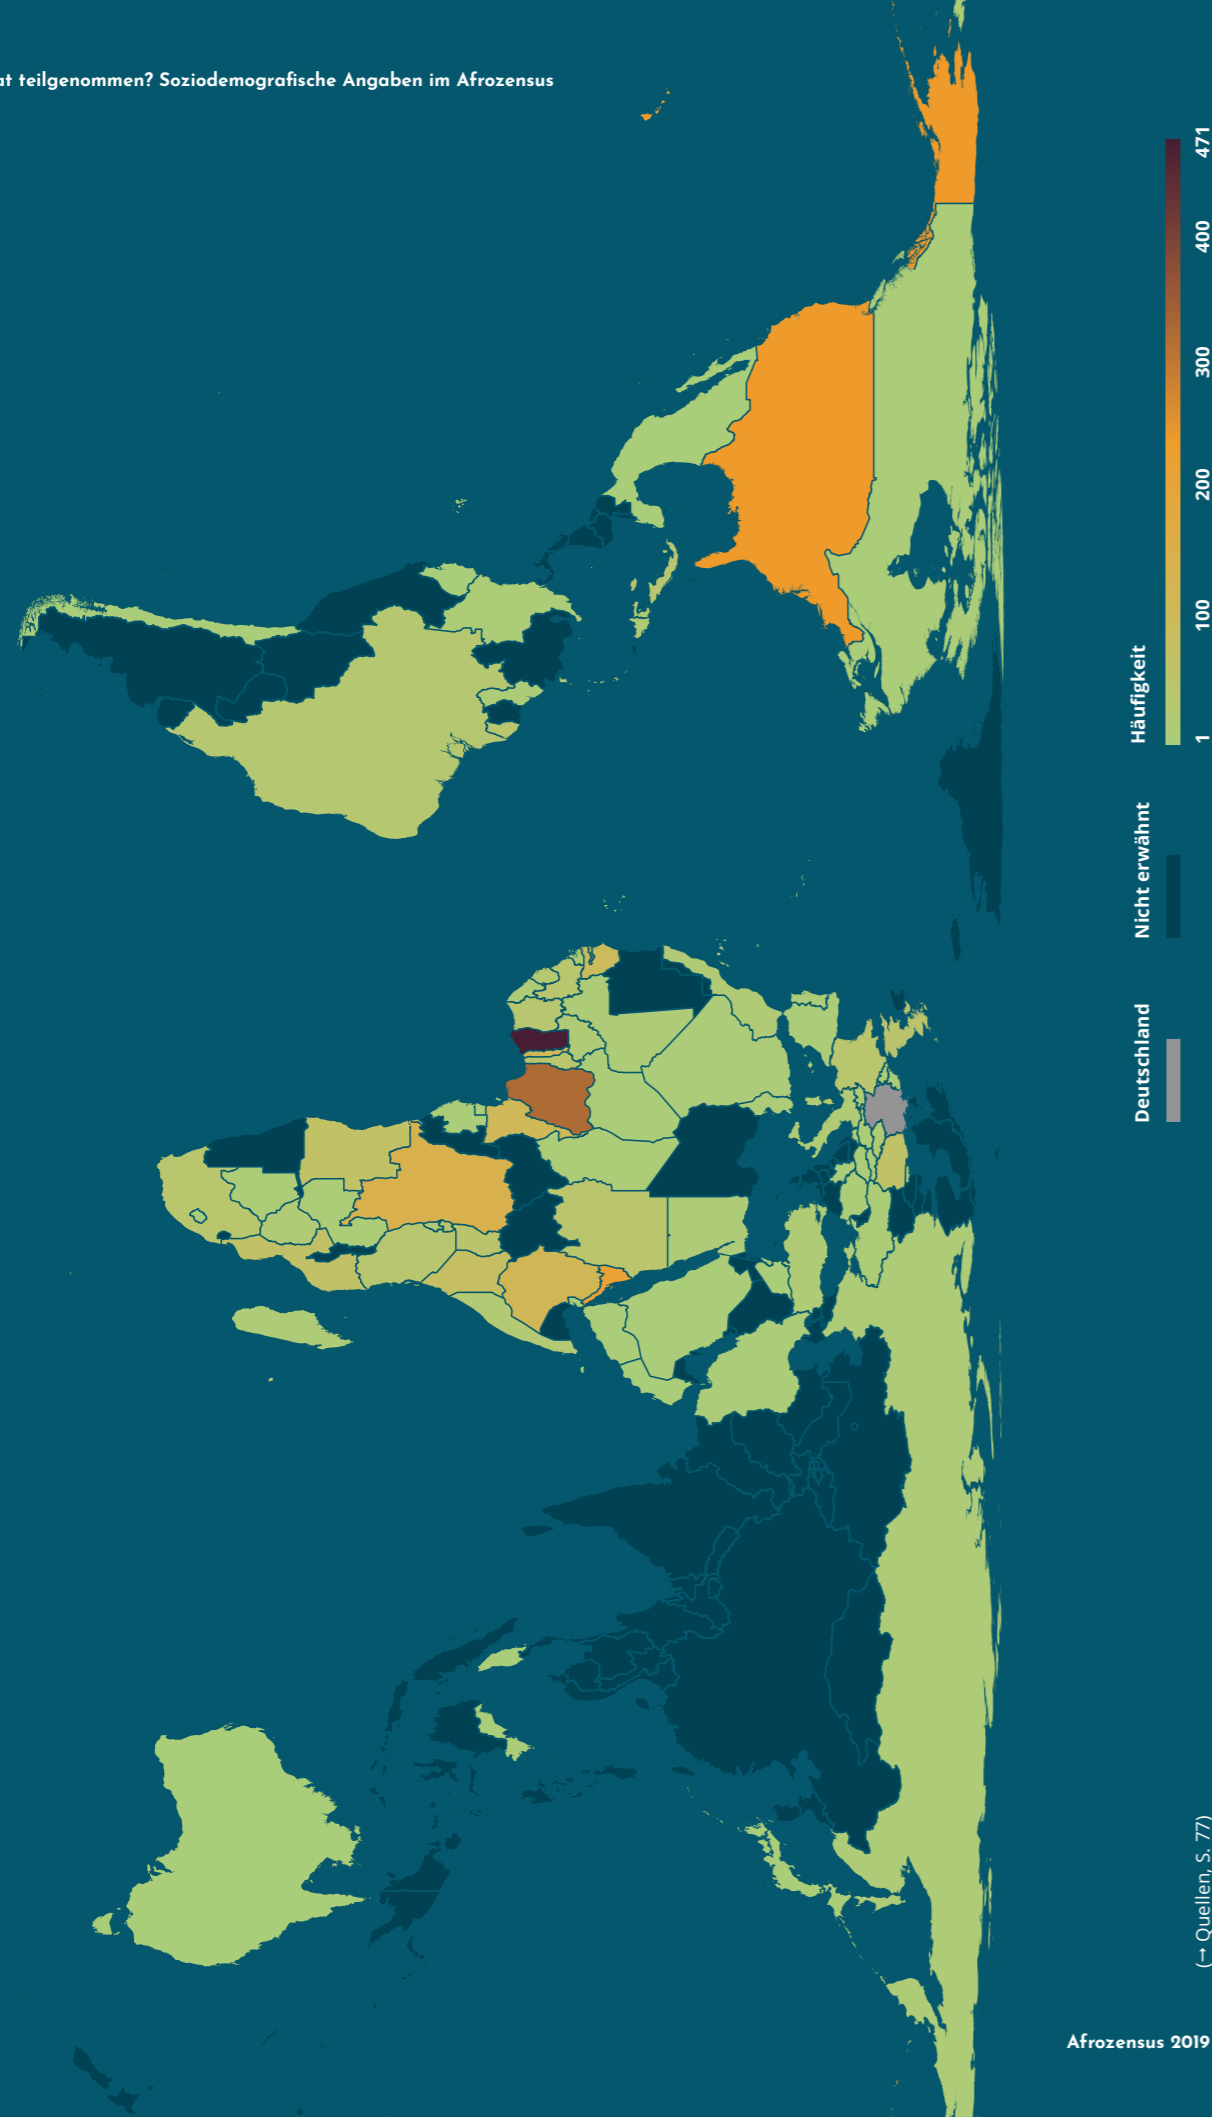 at teilgenommen? Soziodemografische Angaben im Afrozensus
Häufigkeit
1 100 200 300 400 471
Nicht erwähnt
Deutschland
(→ Quellen, S. 77)
Afrozensus 2019